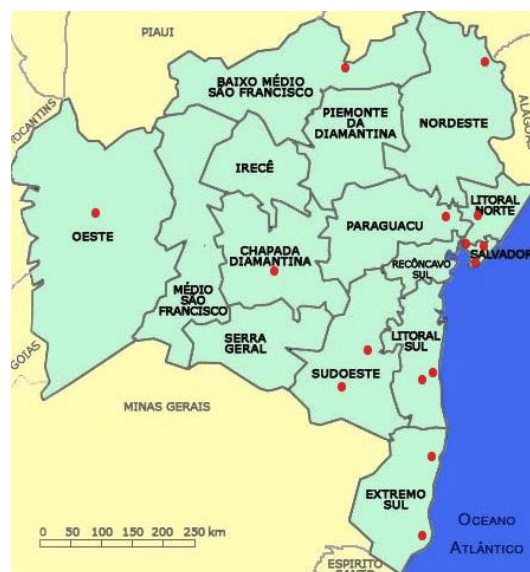 PIAUI
BAIXO MÉDIO
SÃO FRANCISCO
PIEMONTE
DA
DIAMANTINA
NORDESTE
IRECÊ
OESTE
PARAGUACU
LITORAL
NORTE
CHAPADA
DIAMANTINA
SALVADOR
RECÔNCAVO
SUL
MÉDIO
SÃO
FRANCISCO
SERRA
GERAL
LITORAL
SUL
SUDOESTE
GOIAS
MINAS GERAIS
EXTREMO
SUL
OCEANO
ATLÂNTICO
0 50 100 150 200 250 km
ESPIRITO